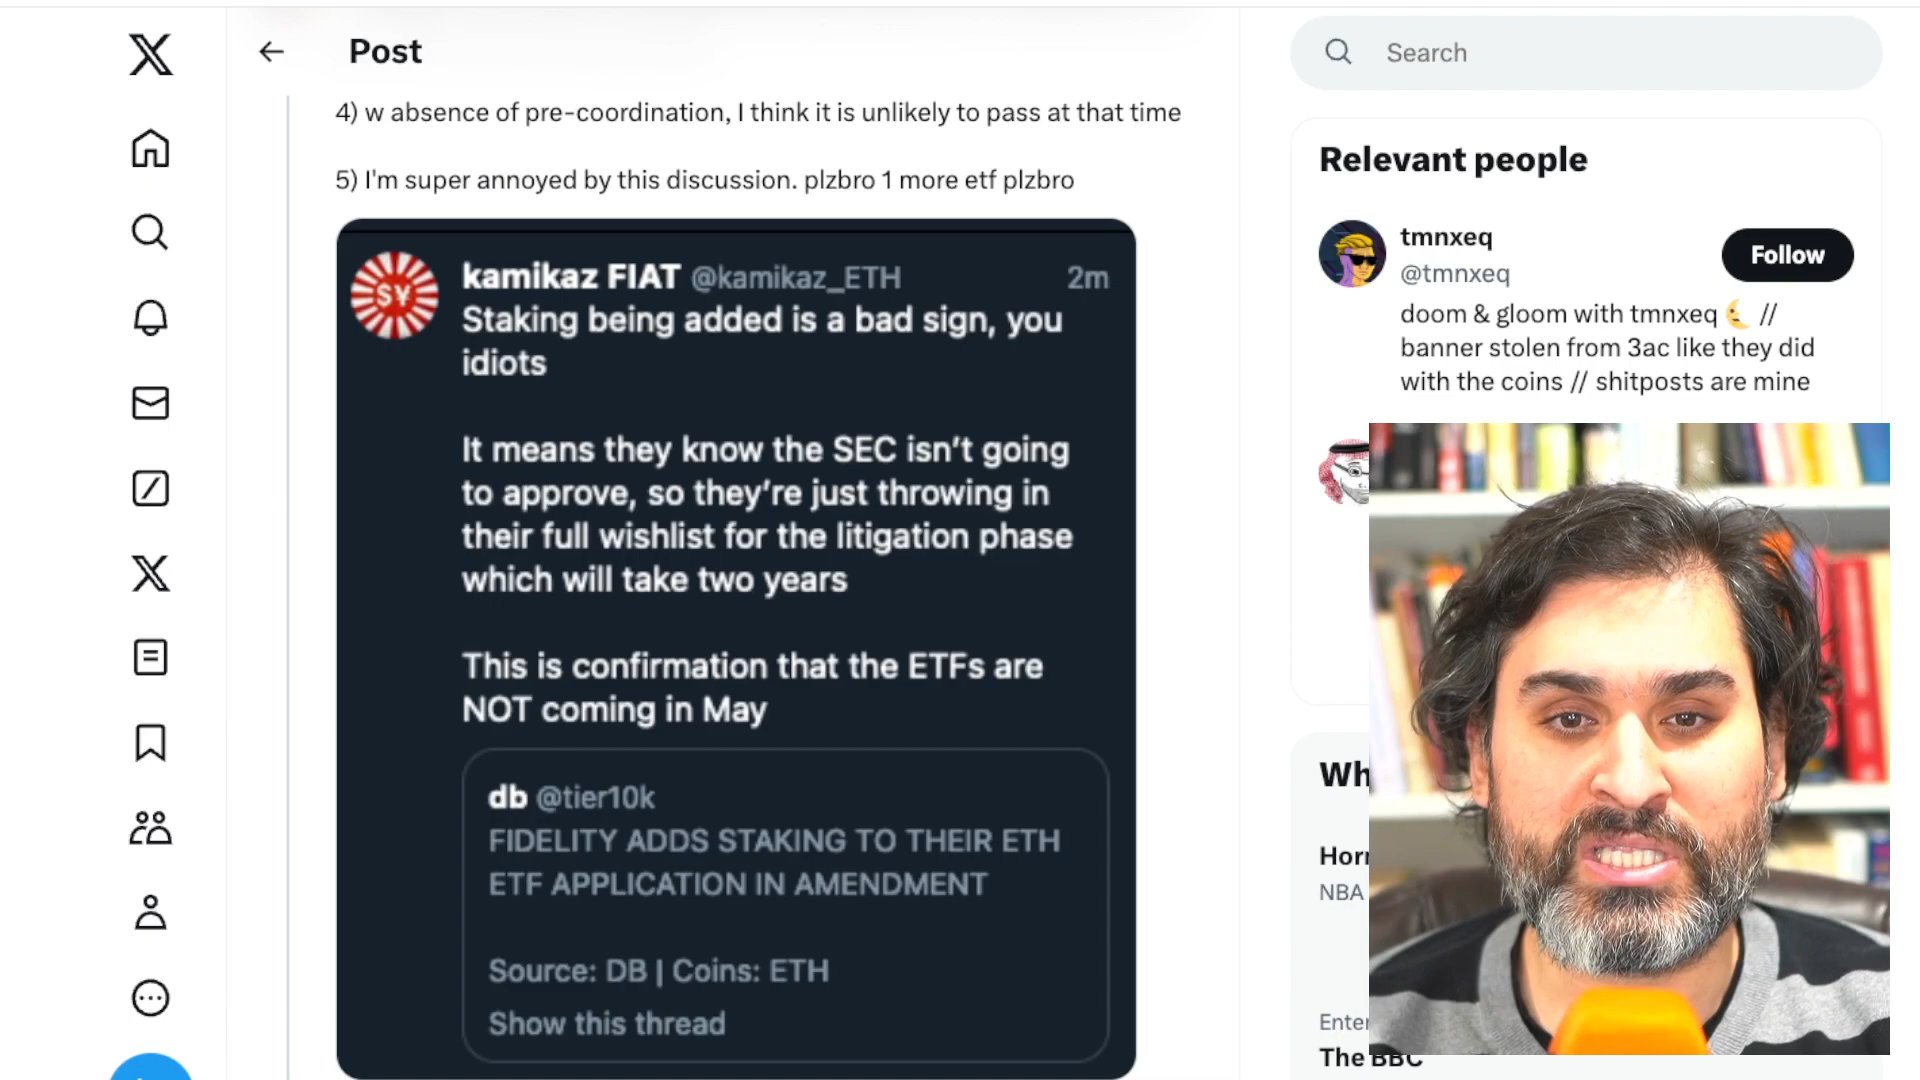 Post
Search
4) w absence of pre-coordination, I think it is unlikely to pass at that time
5) I'm super annoyed by this discussion. plzbro 1 more etf plzbro
$¥
kamikaz FIAT @kamikaz_ETH 2m
Staking being added is a bad sign, you
idiots
It means they know the SEC isn't going
to approve, so they're just throwing in
their full wishlist for the litigation phase
which will take two years
This is confirmation that the ETFs are
NOT coming in May
db @tier10k
FIDELITY ADDS STAKING TO THEIR ETH
ETF APPLICATION IN AMENDMENT
Source: DB | Coins: ETH
Show this thread
Relevant people
tmnxeq
@tmnxeq
Follow
doom & gloom with tmnxeq 🌜 //
banner stolen from 3ac like they did
with the coins // shitposts are mine
Wh
Horr
NBA
Enter
The BBC